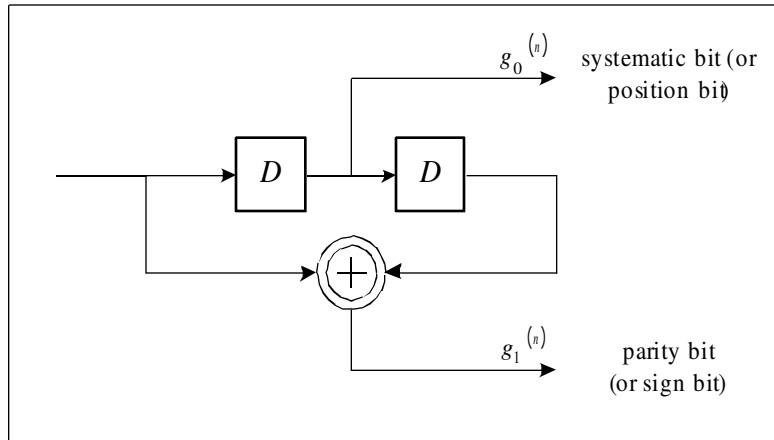 g₀⁽ⁿ⁾ systematic bit (or
position bit)
D D
+
g₁⁽ⁿ⁾ parity bit
(or sign bit)